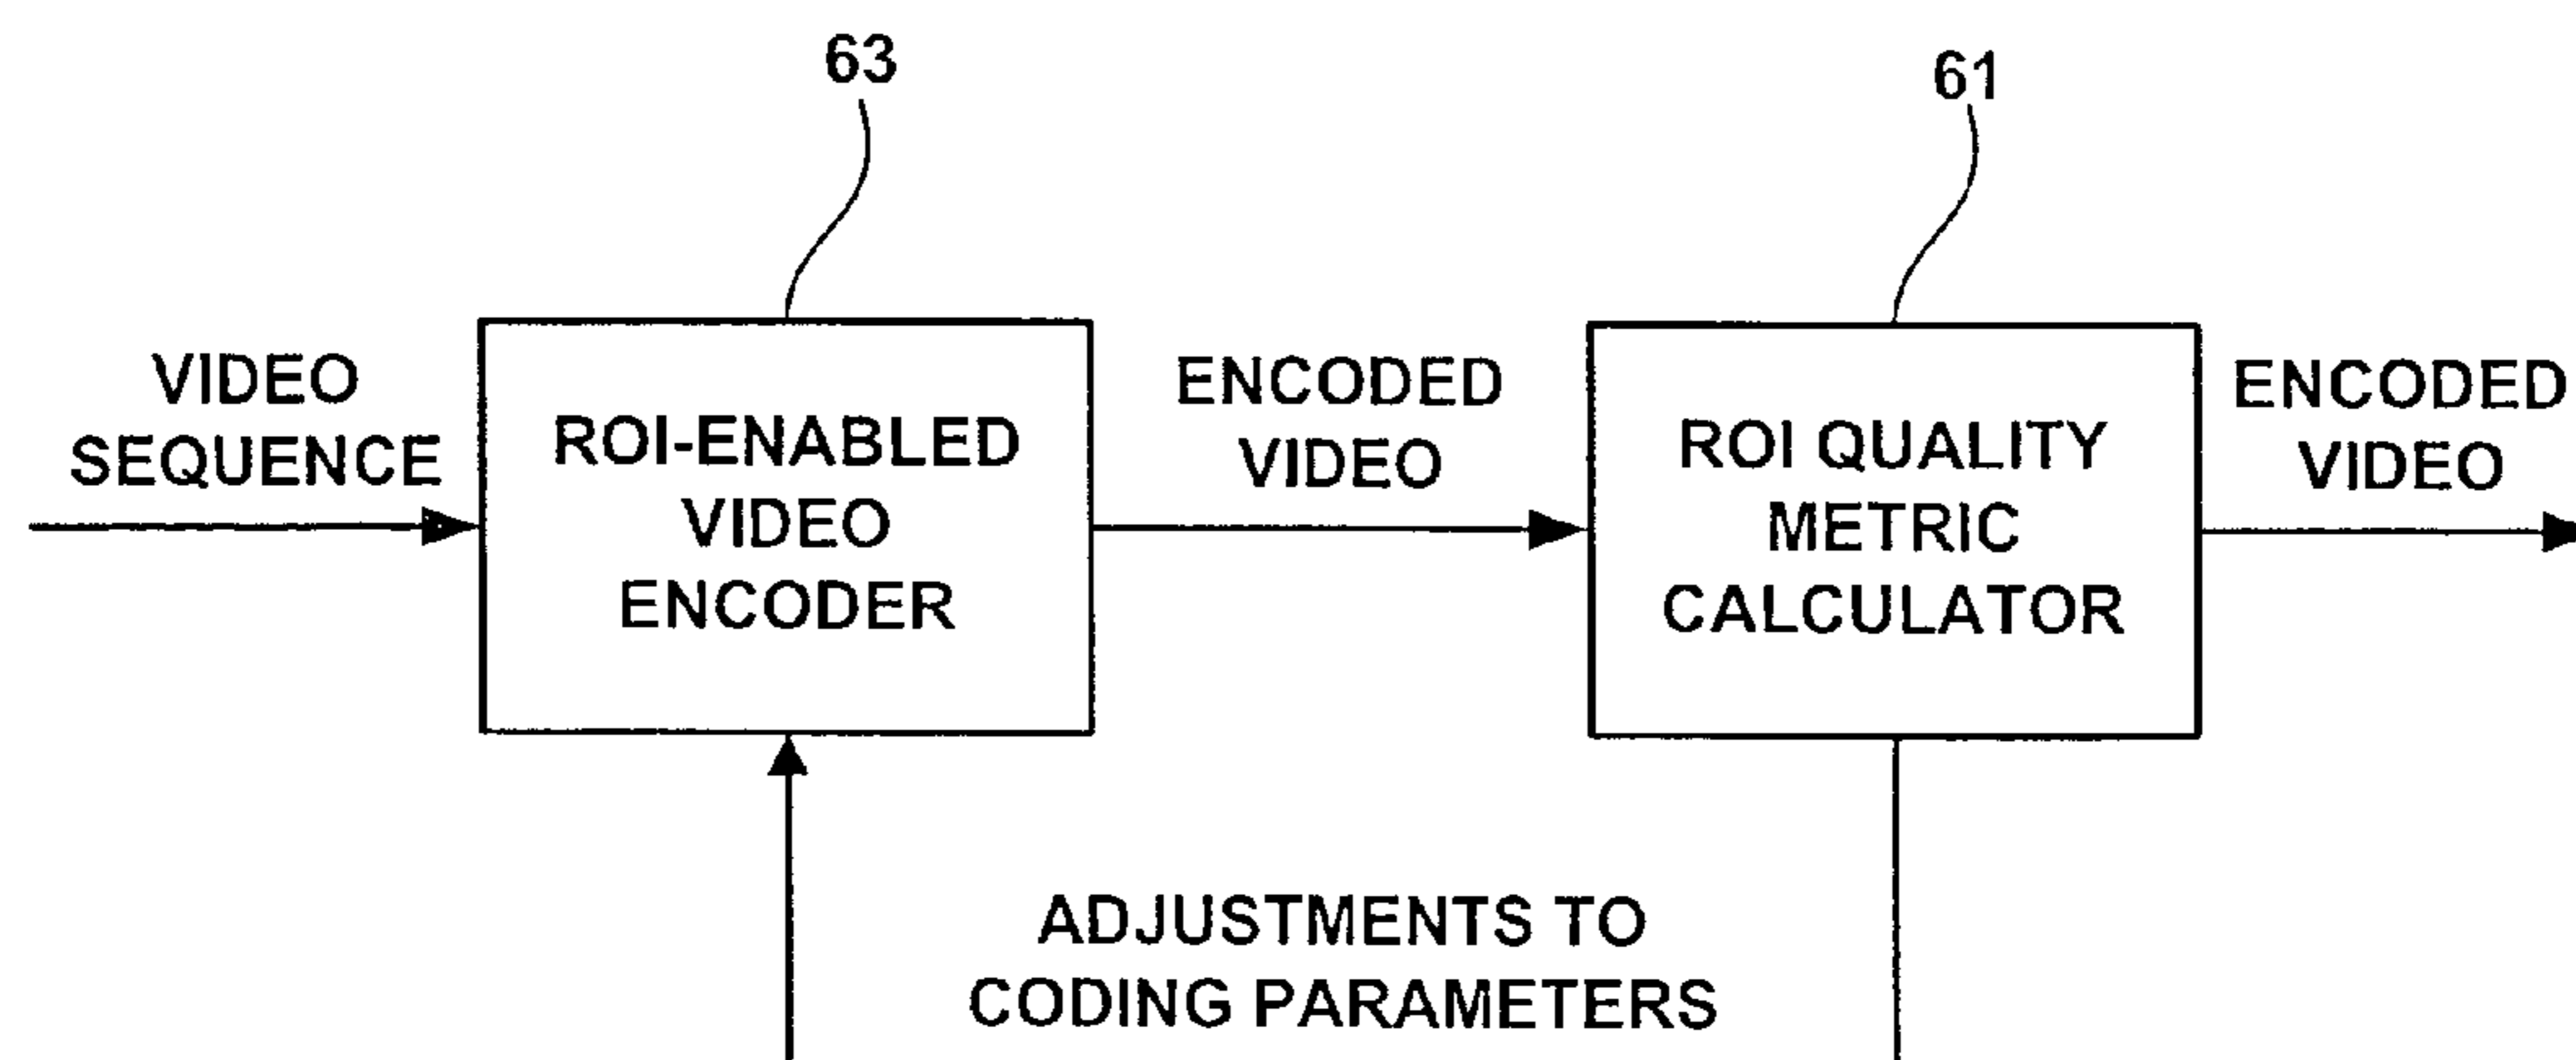 63
61
VIDEO
SEQUENCE
ROI-ENABLED
VIDEO
ENCODER
ENCODED
VIDEO
ROI QUALITY
METRIC
CALCULATOR
ENCODED
VIDEO
ADJUSTMENTS TO
CODING PARAMETERS